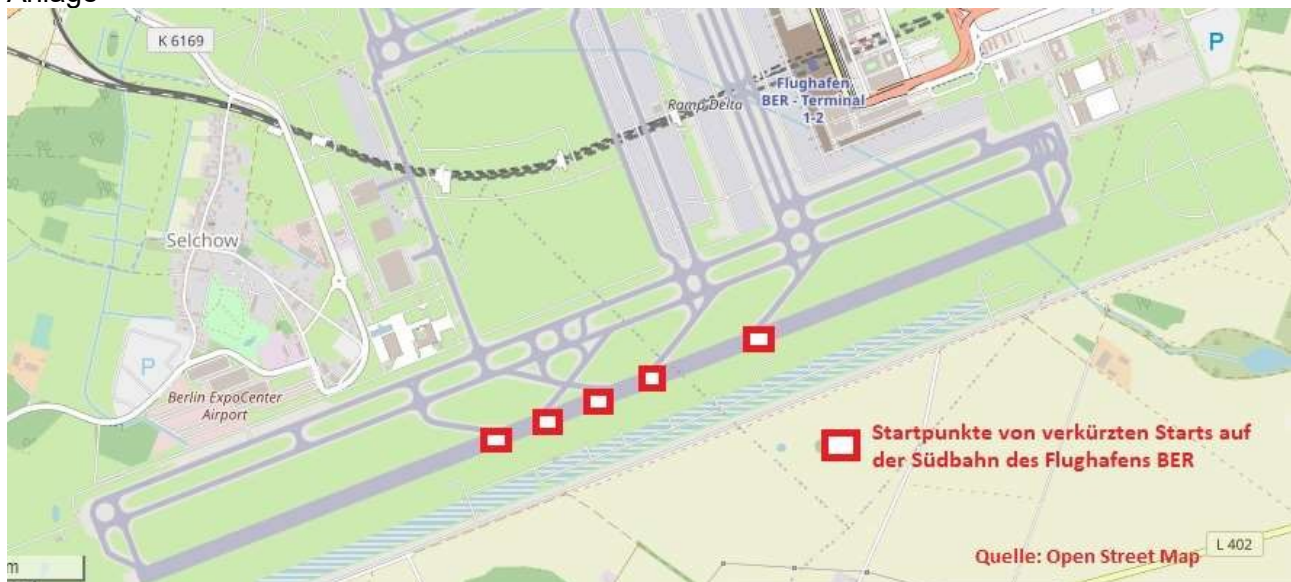 Anlage
K 6169
P
Flughafen
BER - Terminal
1-2
Ramp Delta
Selchow
P
Berlin ExpoCenter
Airport
Startpunkte von verkürzten Starts auf
der Südbahn des Flughafens BER
L 402
Quelle: Open Street Map
m